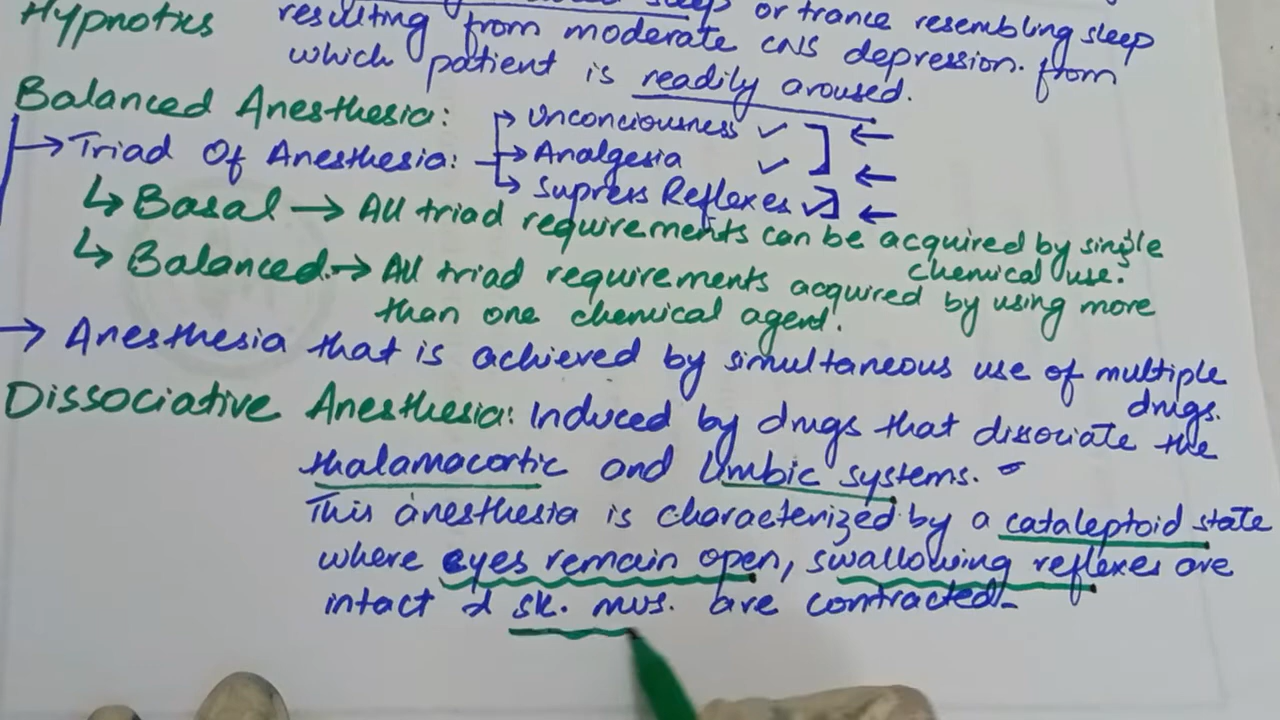 sleep or trance resembling sleep
Hypnotics resulting from moderate CNS depression. from
which patient is readily aroused.
Balanced Anesthesia: → Unconciousness ✓ ←
→ Triad Of Anesthesia: → Analgesia ✓ ←
→ Supress Reflexes ✓ ←
↳ Basal → All triad requirements can be acquired by single
chemical use.
↳ Balanced. → All triad requirements acquired by using more
than one chemical agent.
→ Anesthesia that is achieved by simultaneous use of multiple
drugs.
Dissociative Anesthesia: Induced by drugs that dissociate the
thalamacortic and limbic systems.
This anesthesia is characterized by a cataleptoid state
where eyes remain open, swallowing reflexes are
intact & sk. mus. are contracted.